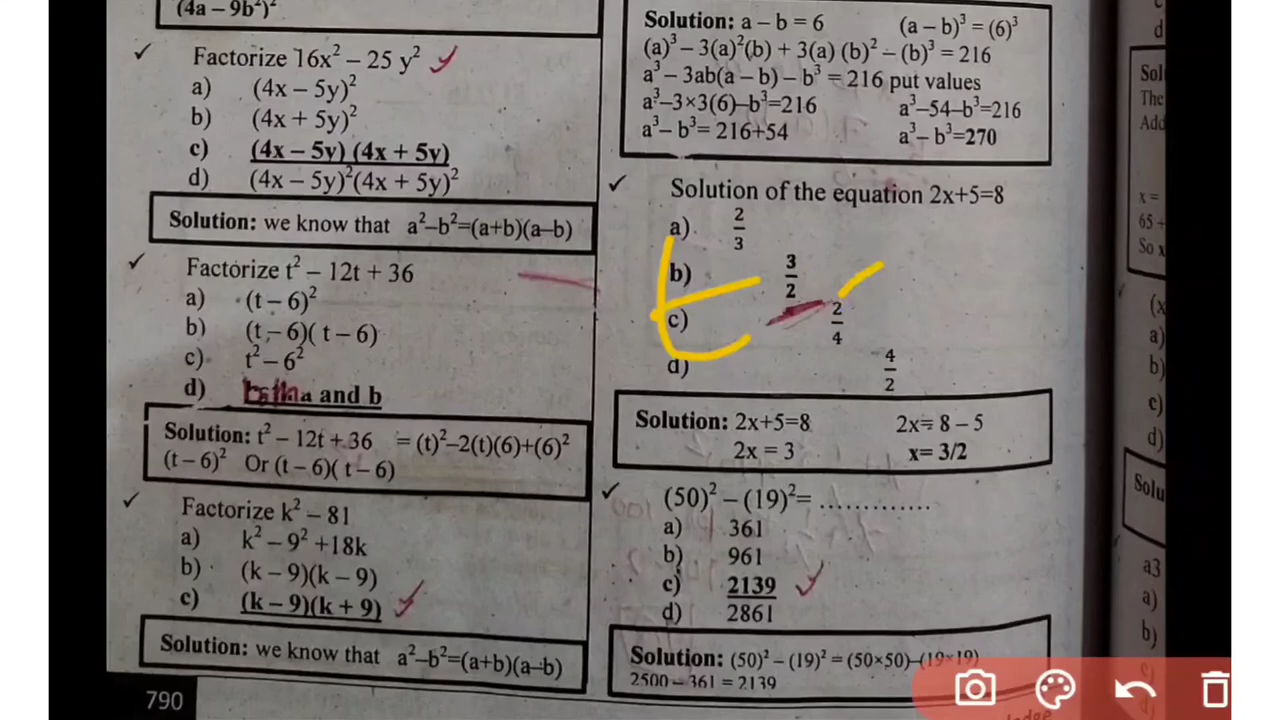 (4a – 9b²)²
✓ Factorize 16x² – 25 y²
a) (4x – 5y)²
b) (4x + 5y)²
c) (4x – 5y) (4x + 5y)
d) (4x – 5y)²(4x + 5y)²
Solution: we know that a²–b²=(a+b)(a–b)
✓ Factorize t² – 12t + 36
a) (t – 6)²
b) (t – 6)( t – 6)
c) t² – 6²
d) a and b
Solution: t² – 12t + 36 = (t)²–2(t)(6)+(6)²
(t – 6)² Or (t – 6)( t – 6)
✓ Factorize k² – 81
a) k² – 9² +18k
b) (k – 9)(k – 9)
c) (k – 9)(k + 9)
Solution: we know that a²–b²=(a+b)(a–b)
790
Solution: a – b = 6 (a – b)³ = (6)³
(a)³ – 3(a)²(b) + 3(a) (b)² – (b)³ = 216
a³ – 3ab(a – b) – b³ = 216 put values
a³–3×3(6)–b³=216 a³–54–b³=216
a³– b³= 216+54 a³– b³=270
✓ Solution of the equation 2x+5=8
a) 2/3
b) 3/2
c) 2/4
d) 4/2
Solution: 2x+5=8 2x= 8 – 5
2x = 3 x= 3/2
✓ (50)² – (19)²= .............
a) 361
b) 961
c) 2139
d) 2861
Solution: (50)² – (19)² = (50×50)–(19×19)
2500 – 361 = 2139
d
Sol
The
Add
x =
65 +
So x
(x
a)
b)
c)
d)
Solu
a3
a)
b)